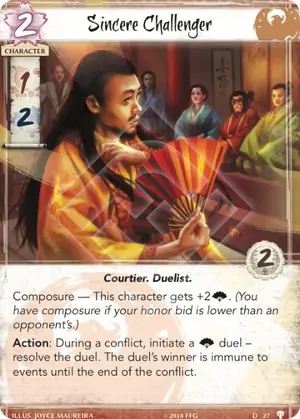 2
Sincere Challenger
CHARACTER
1
2
2
Courtier. Duelist.
Composure — This character gets +2. (You
have composure if your honor bid is lower than an
opponent's.)
Action: During a conflict, initiate a duel –
resolve the duel. The duel's winner is immune to
events until the end of the conflict.
ILLUS. JOYCE MAUREIRA
© 2018 FFG
D 27